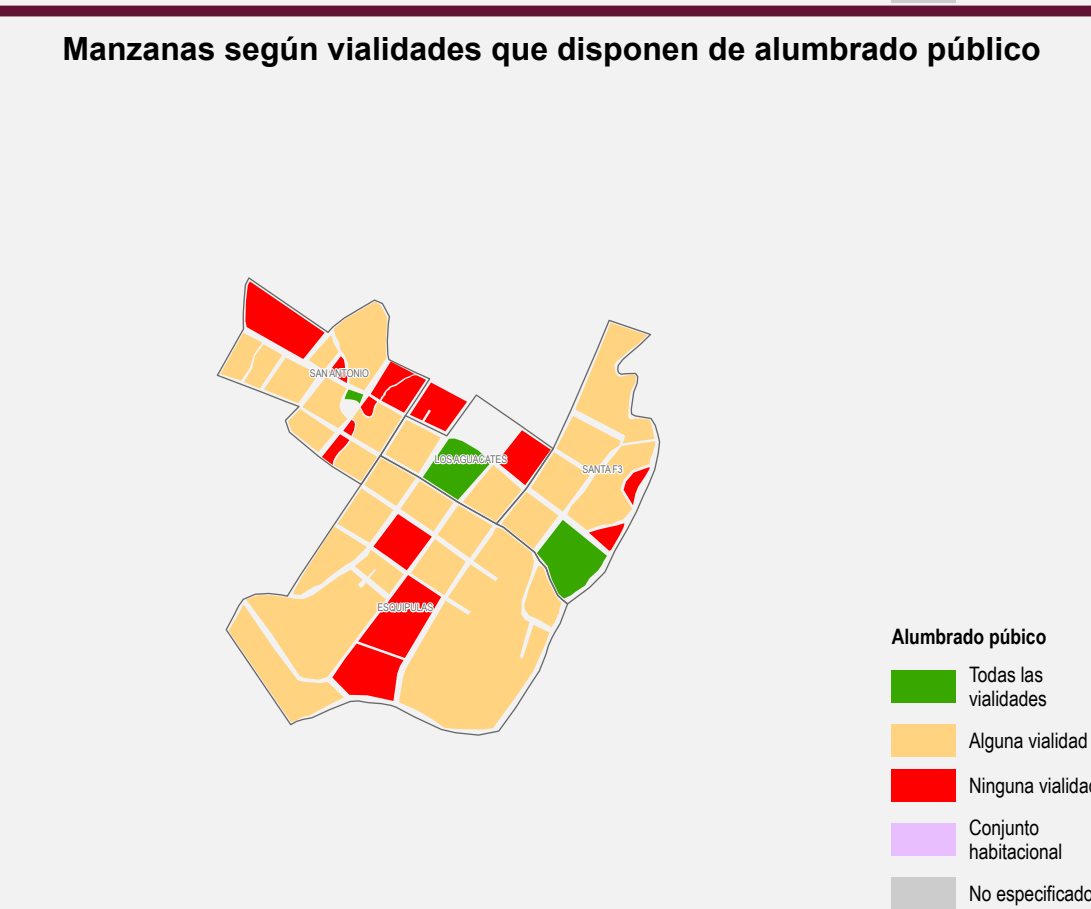 Manzanas según vialidades que disponen de alumbrado público
SAN ANTONIO
LOS AGUACATES
SANTA F3
ESQUIPULAS
Alumbrado púbico
Todas las
vialidades
Alguna vialidad
Ninguna vialidad
Conjunto
habitacional
No especificado